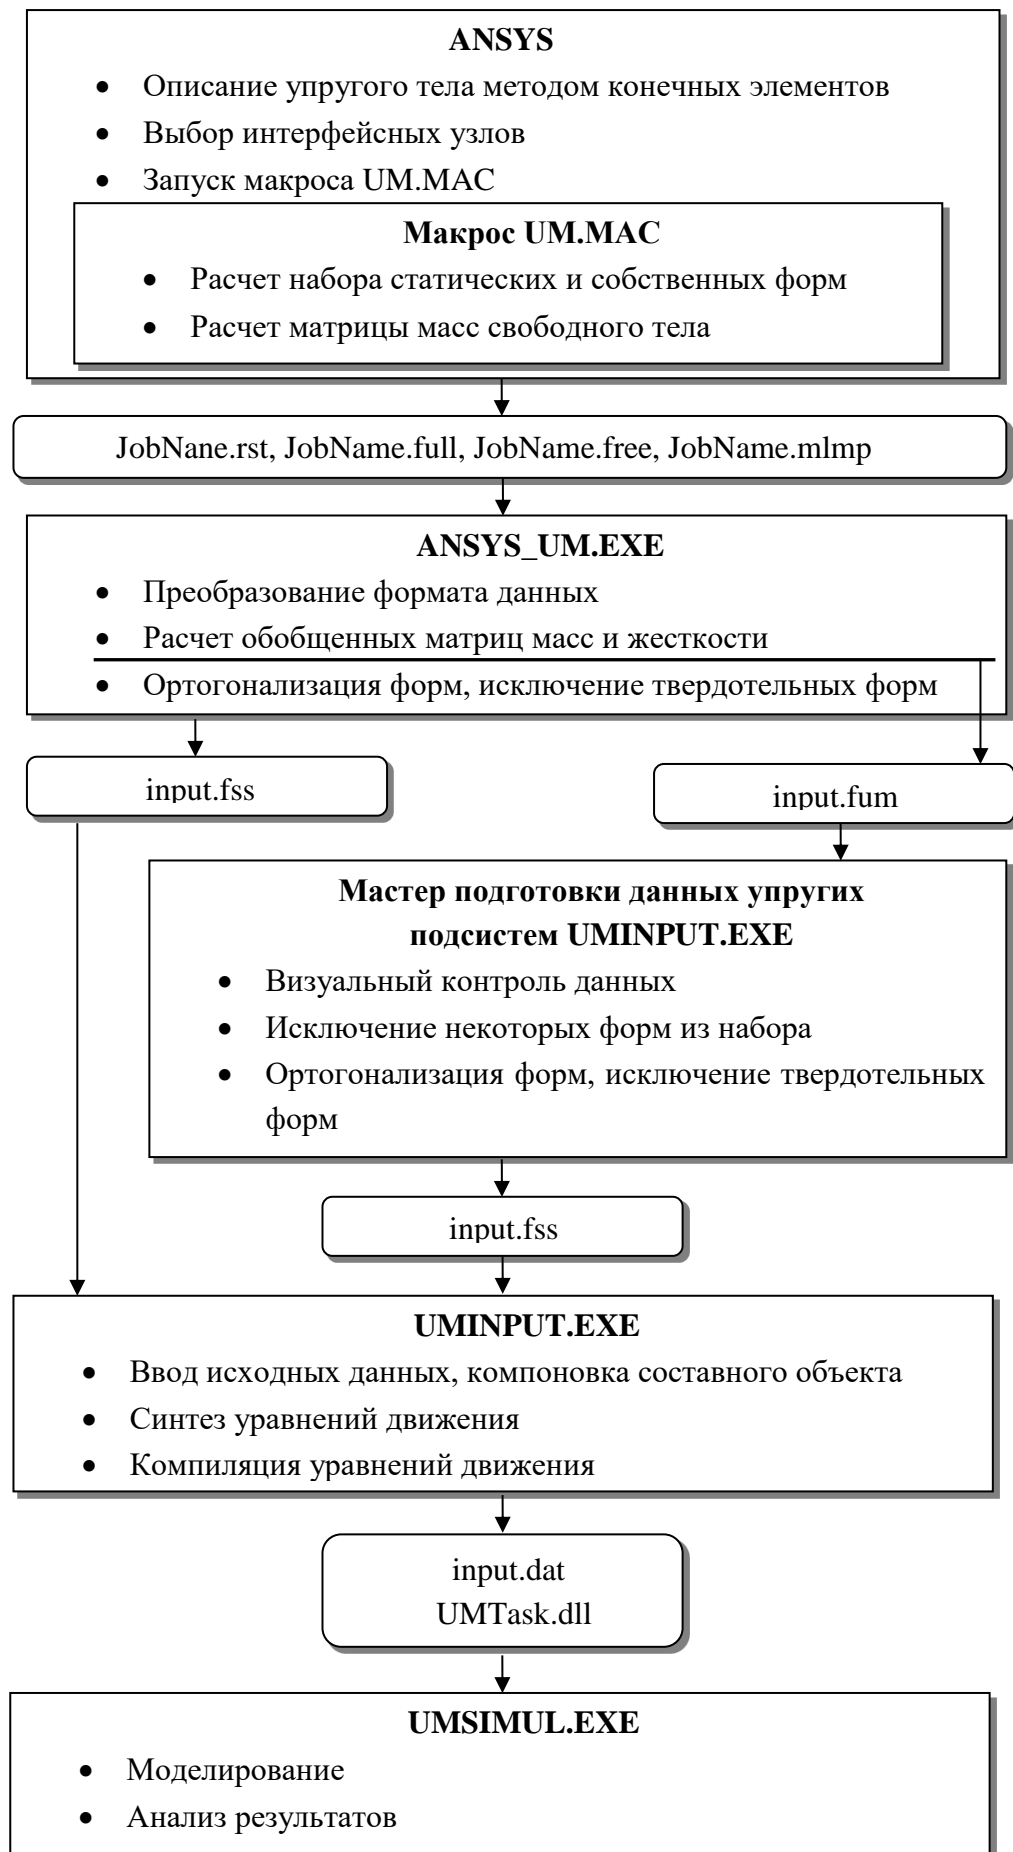 ANSYS
• Описание упругого тела методом конечных элементов
• Выбор интерфейсных узлов
• Запуск макроса UM.MAC
Макрос UM.MAC
• Расчет набора статических и собственных форм
• Расчет матрицы масс свободного тела
JobNane.rst, JobName.full, JobName.free, JobName.mlmp
ANSYS_UM.EXE
• Преобразование формата данных
• Расчет обобщенных матриц масс и жесткости
• Ортогонализация форм, исключение твердотельных форм
input.fss
input.fum
Мастер подготовки данных упругих
подсистем UMINPUT.EXE
• Визуальный контроль данных
• Исключение некоторых форм из набора
• Ортогонализация форм, исключение твердотельных
форм
input.fss
UMINPUT.EXE
• Ввод исходных данных, компоновка составного объекта
• Синтез уравнений движения
• Компиляция уравнений движения
input.dat
UMTask.dll
UMSIMUL.EXE
• Моделирование
• Анализ результатов